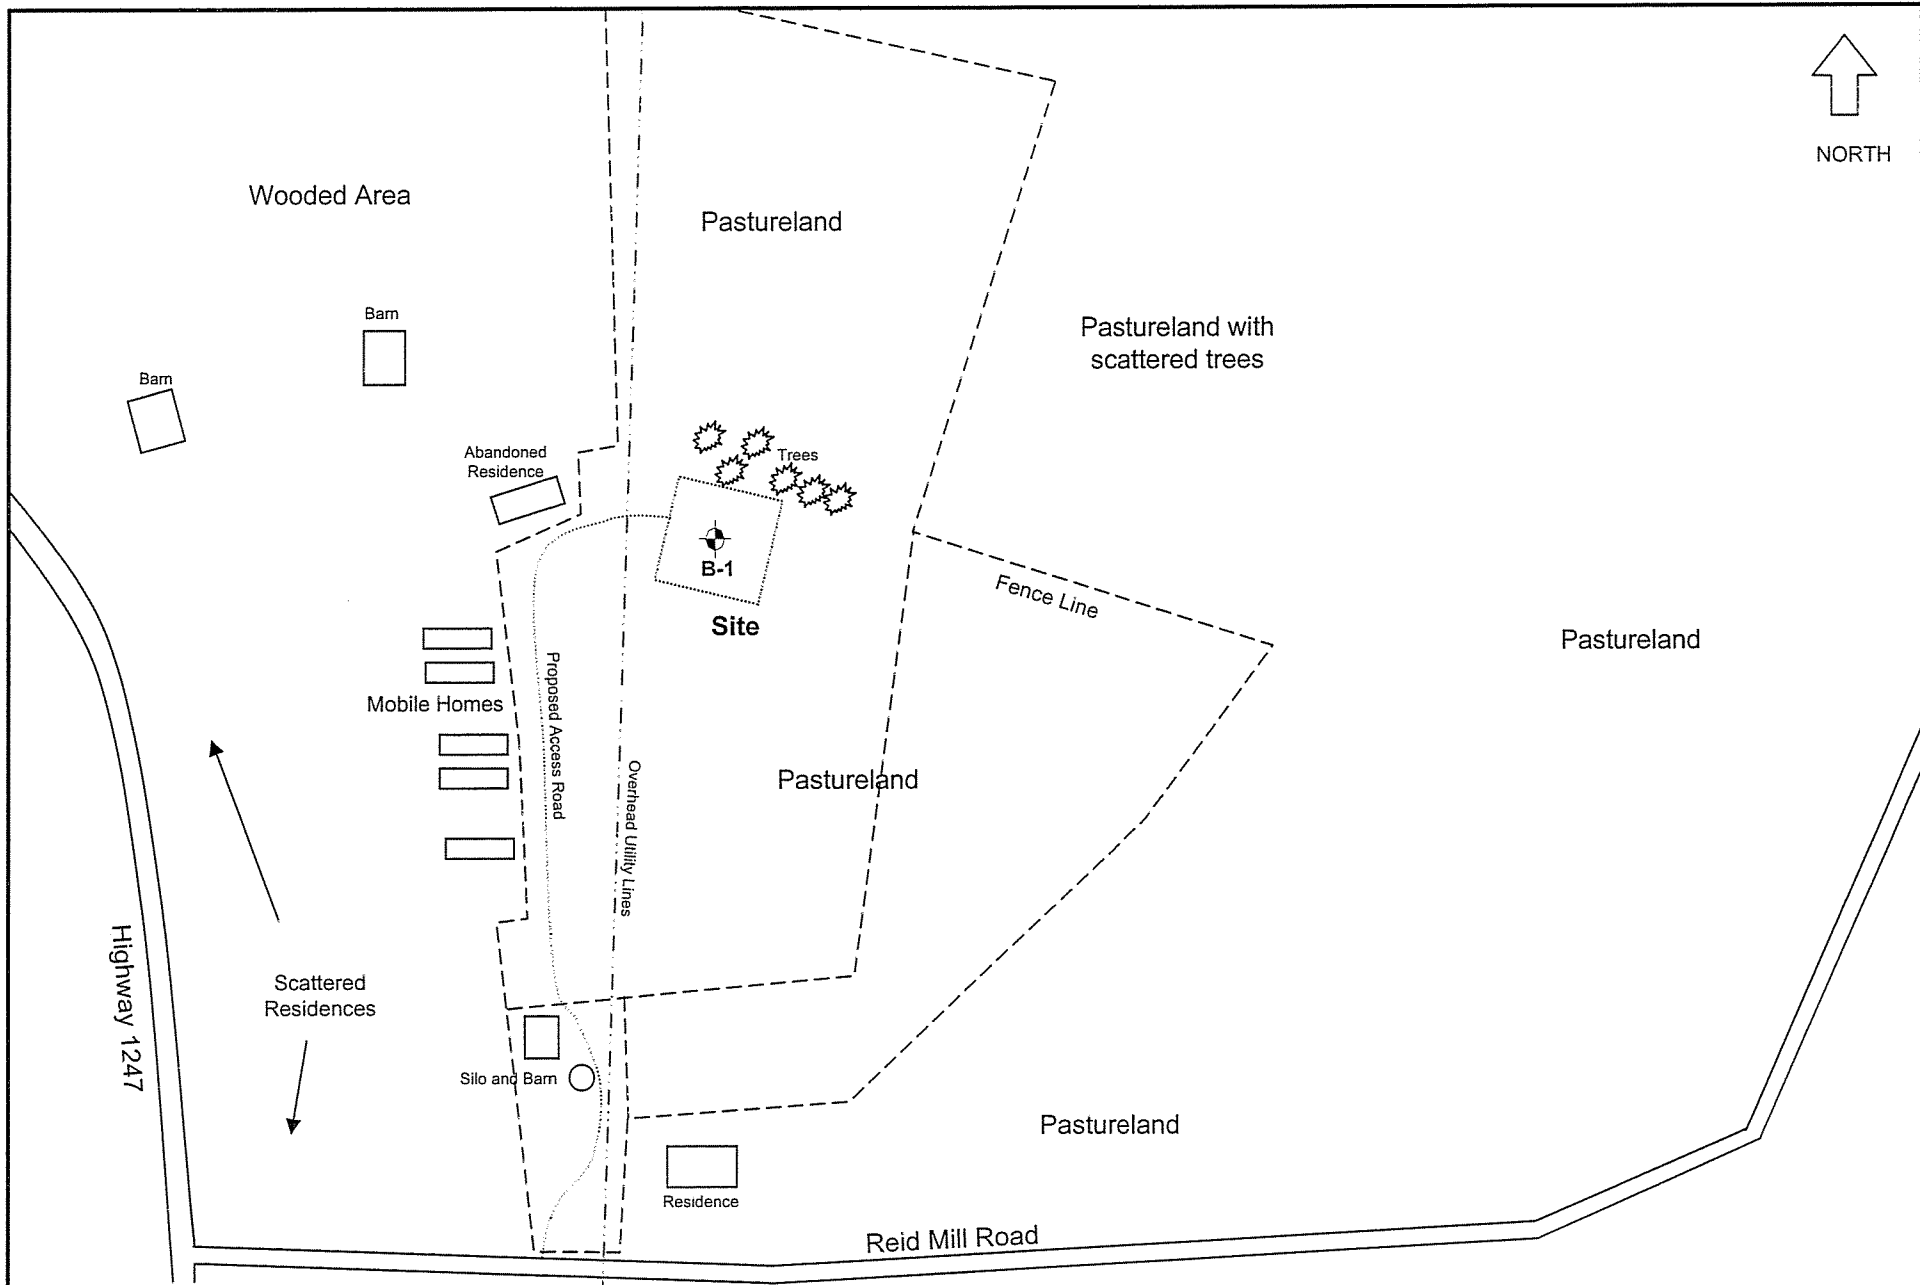 NORTH
Wooded Area
Pastureland
Barn
Pastureland with
scattered trees
Barn
Abandoned
Residence
Trees
B-1
Fence Line
Site
Pastureland
Mobile Homes
Proposed Access Road
Overhead Utility Lines
Pastureland
Highway 1247
Scattered
Residences
Silo and Barn
Pastureland
Residence
Reid Mill Road